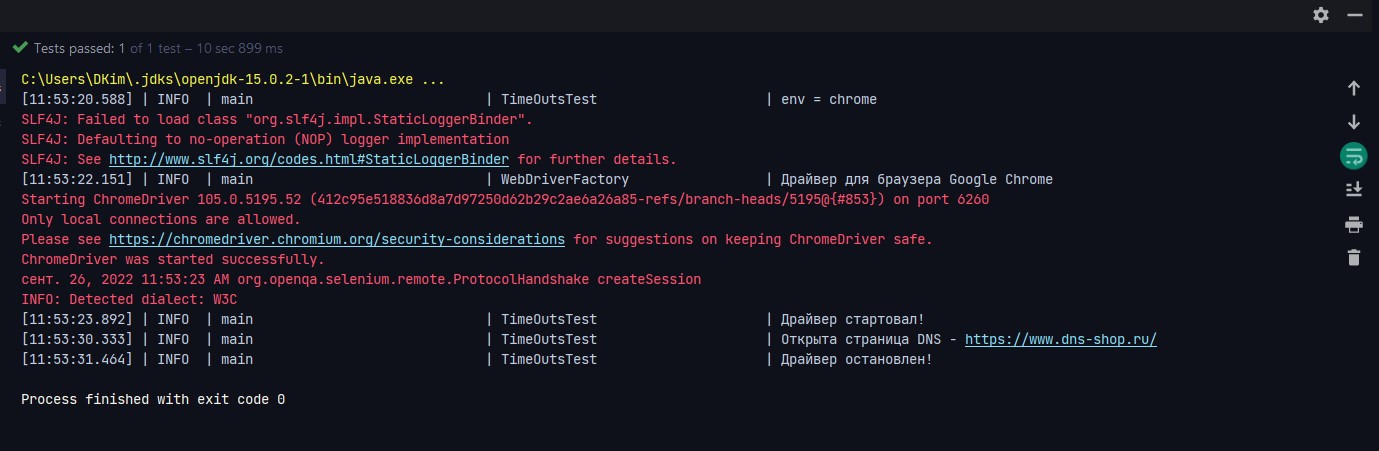 Tests passed: 1 of 1 test – 10 sec 899 ms
C:\Users\DKim\.jdks\openjdk-15.0.2-1\bin\java.exe ...
[11:53:20.588] | INFO  | main                             | TimeOutsTest                     | env = chrome
SLF4J: Failed to load class "org.slf4j.impl.StaticLoggerBinder".
SLF4J: Defaulting to no-operation (NOP) logger implementation
SLF4J: See http://www.slf4j.org/codes.html#StaticLoggerBinder for further details.
[11:53:22.151] | INFO  | main                             | WebDriverFactory                 | Драйвер для браузера Google Chrome
Starting ChromeDriver 105.0.5195.52 (412c95e518836d8a7d97250d62b29c2ae6a26a85-refs/branch-heads/5195@{#853}) on port 6260
Only local connections are allowed.
Please see https://chromedriver.chromium.org/security-considerations for suggestions on keeping ChromeDriver safe.
ChromeDriver was started successfully.
сент. 26, 2022 11:53:23 AM org.openqa.selenium.remote.ProtocolHandshake createSession
INFO: Detected dialect: W3C
[11:53:23.892] | INFO  | main                             | TimeOutsTest                     | Драйвер стартовал!
[11:53:30.333] | INFO  | main                             | TimeOutsTest                     | Открыта страница DNS - https://www.dns-shop.ru/
[11:53:31.464] | INFO  | main                             | TimeOutsTest                     | Драйвер остановлен!
Process finished with exit code 0